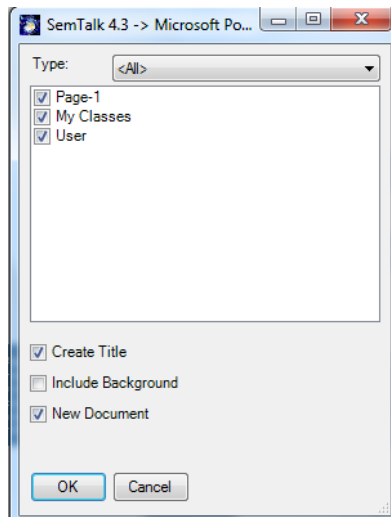 SemTalk 4.3 -> Microsoft Po...
Type: <All>
Page-1
My Classes
User
Create Title
Include Background
New Document
OK Cancel